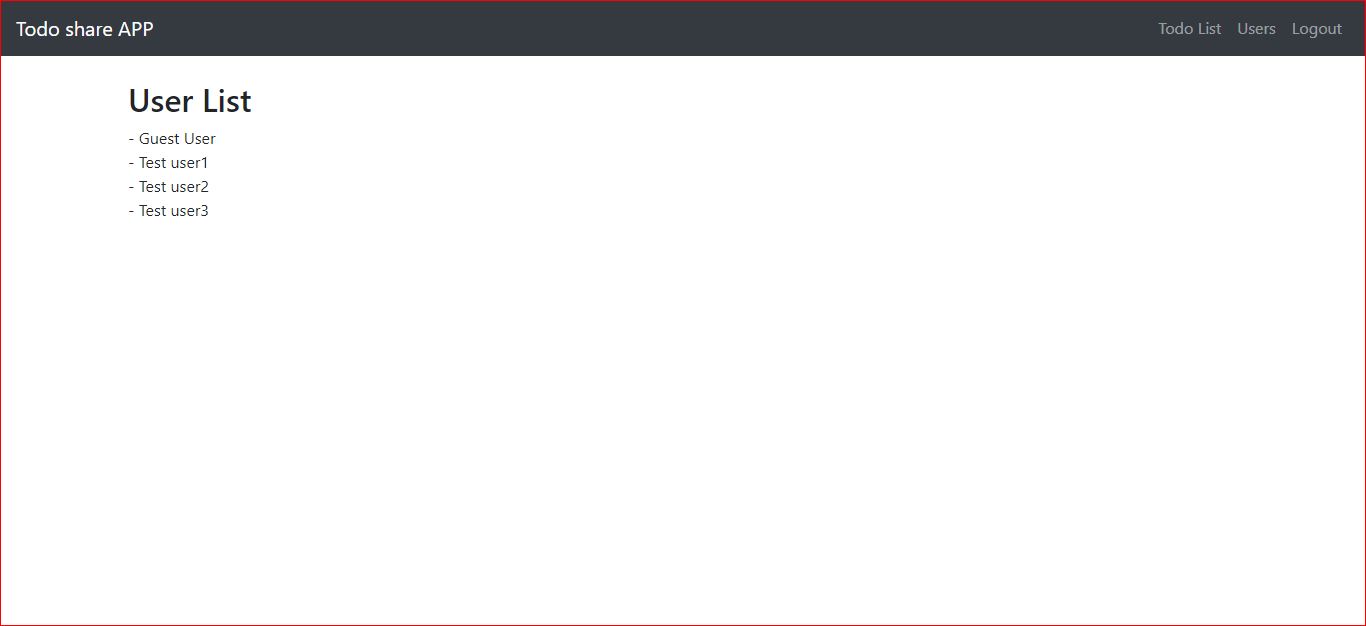 Todo share APP
Todo List Users Logout
User List
- Guest User
- Test user1
- Test user2
- Test user3